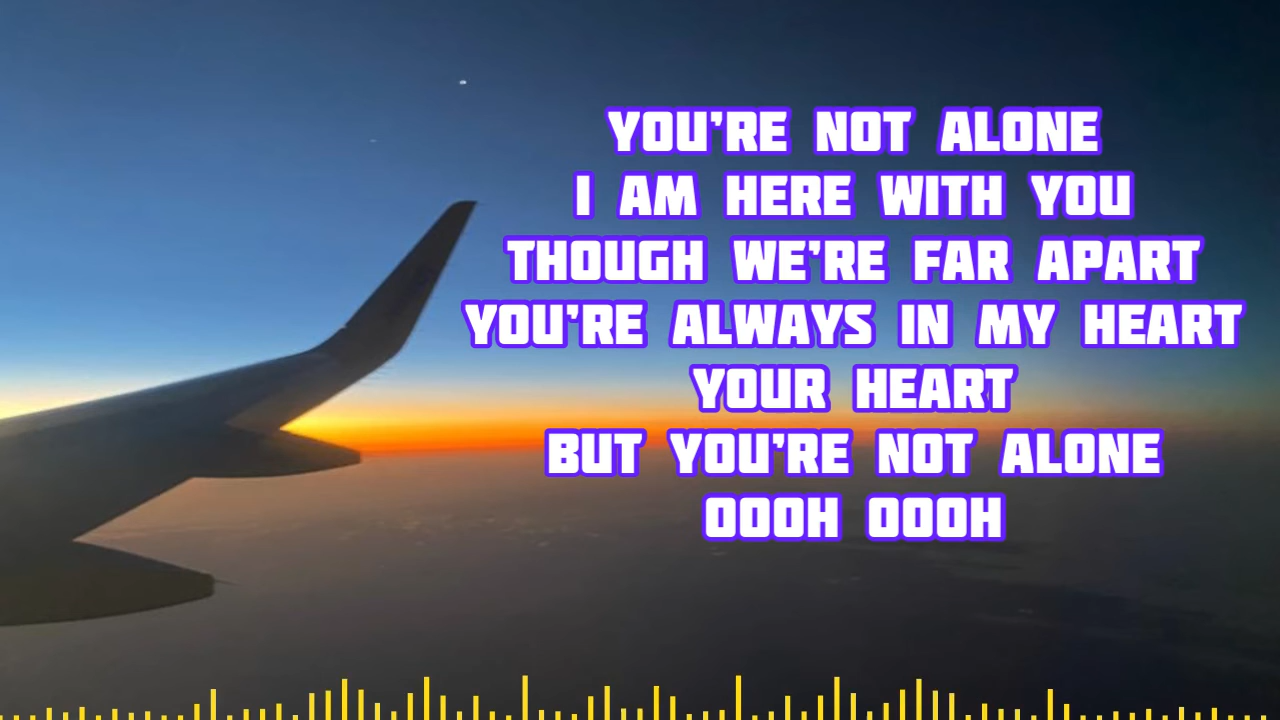 YOU'RE NOT ALONE
I AM HERE WITH YOU
THOUGH WE'RE FAR APART
YOU'RE ALWAYS IN MY HEART
YOUR HEART
BUT YOU'RE NOT ALONE
OOOH OOOH